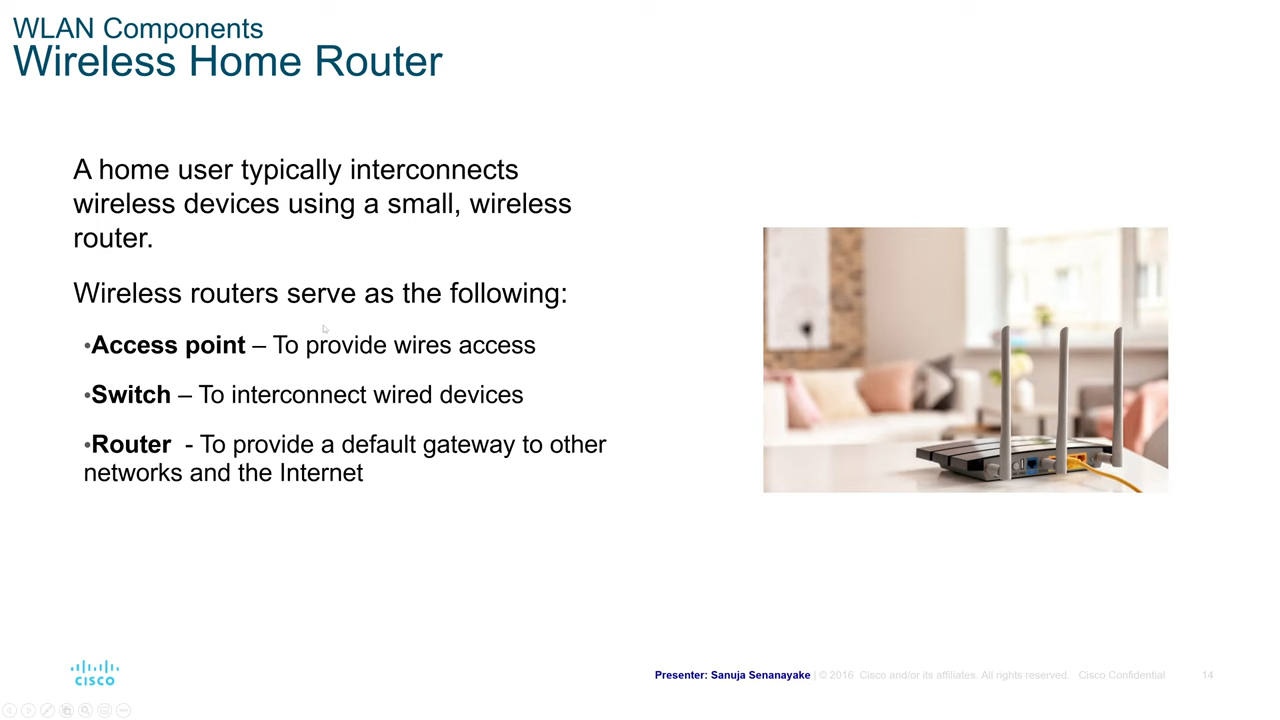 WLAN Components
Wireless Home Router
A home user typically interconnects
wireless devices using a small, wireless
router.
Wireless routers serve as the following:
•Access point – To provide wires access
•Switch – To interconnect wired devices
•Router  - To provide a default gateway to other
networks and the Internet
CISCO
Presenter: Sanuja Senanayake | © 2016  Cisco and/or its affiliates. All rights reserved.   Cisco Confidential
14